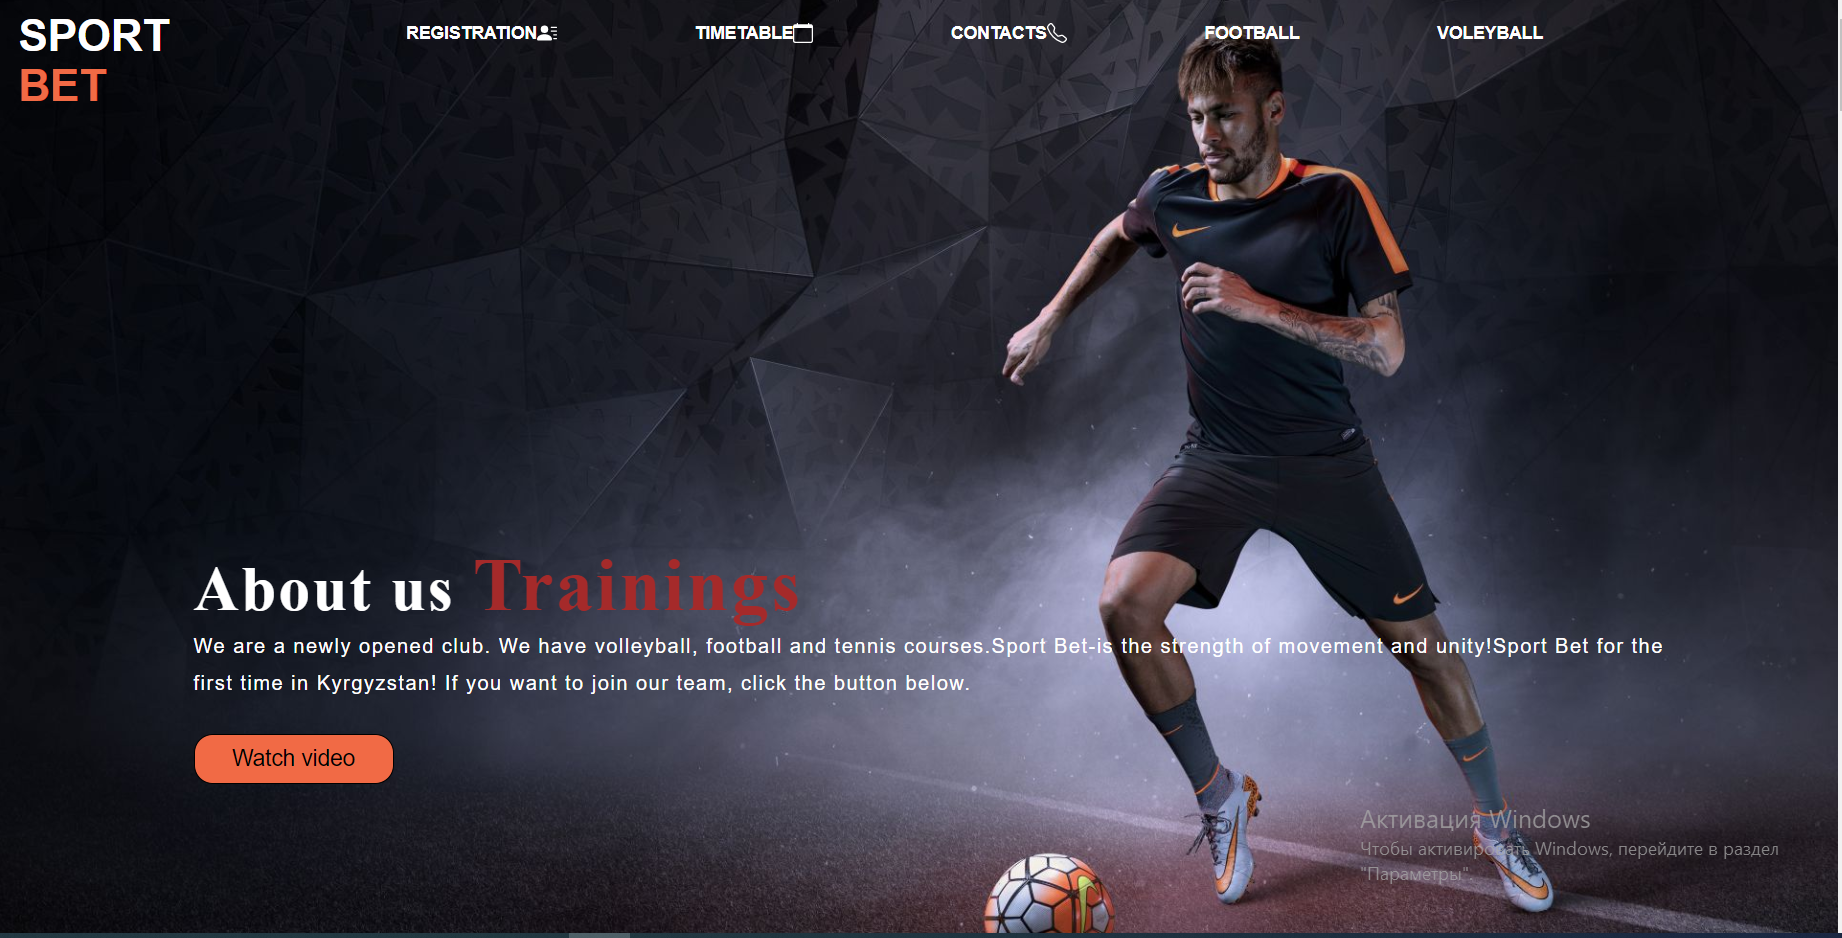 SPORT
BET
REGISTRATION
TIMETABLE
CONTACTS
FOOTBALL
VOLEYBALL
About us Trainings
We are a newly opened club. We have volleyball, football and tennis courses.Sport Bet-is the strength of movement and unity!Sport Bet for the
first time in Kyrgyzstan! If you want to join our team, click the button below.
Watch video
Активация Windows
Чтобы активировать Windows, перейдите в раздел
"Параметры".